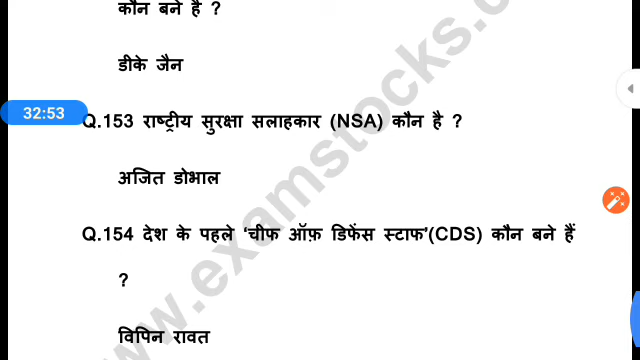 कौन बने हैं ?
डीके जैन
32:53
Q.153 राष्ट्रीय सुरक्षा सलाहकार (NSA) कौन है ?
अजित डोभाल
Q.154 देश के पहले ‘चीफ ऑफ़ डिफेंस स्टाफ’(CDS) कौन बने हैं
?
विपिन रावत
www.examstocks.c